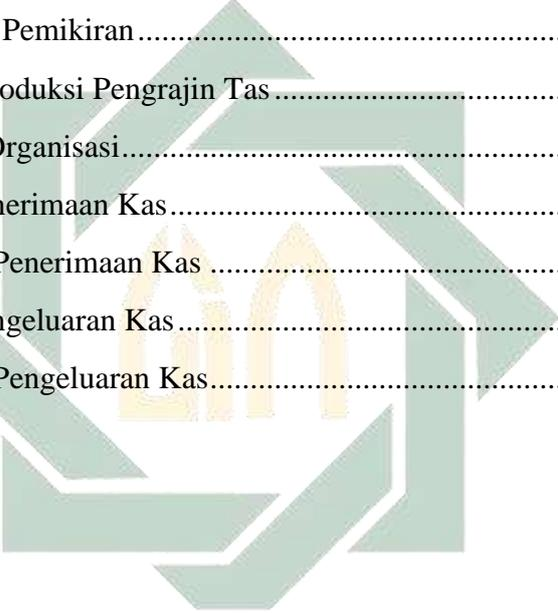 Pemikiran....................................................
oduksi Pengrajin Tas....................................
Organisasi......................................................
nerimaan Kas................................................
Penerimaan Kas ...........................................
ngeluaran Kas...............................................
Pengeluaran Kas...........................................